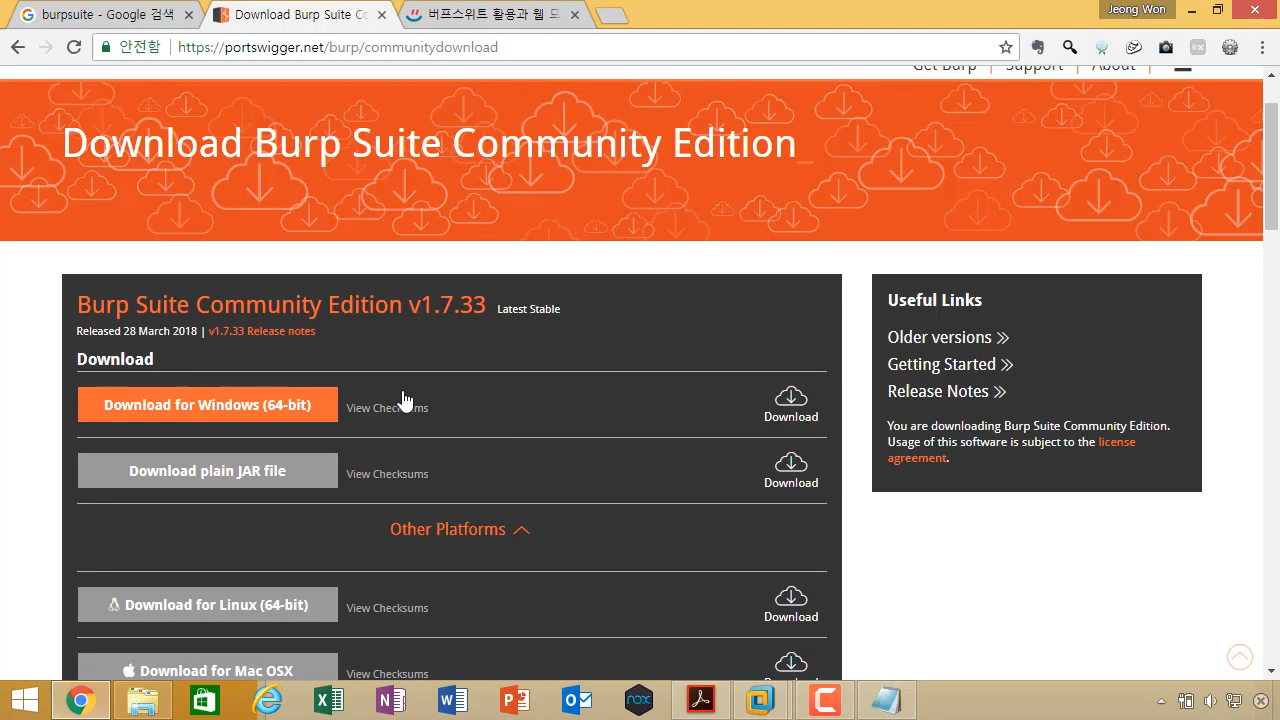 burpsuite - Google 검색
Download Burp Suite Co
버프스위트 활용과 웹 모
Jeong Won
안전함
https://portswigger.net/burp/communitydownload
Get Burp | Support | About |
Download Burp Suite Community Edition
Burp Suite Community Edition v1.7.33 Latest Stable
Released 28 March 2018 | v1.7.33 Release notes
Download
Download for Windows (64-bit)
View Checksums
Download
Download plain JAR file
View Checksums
Download
Other Platforms
Download for Linux (64-bit)
View Checksums
Download
Download for Mac OSX
View Checksums
Useful Links
Older versions
Getting Started
Release Notes
You are downloading Burp Suite Community Edition.
Usage of this software is subject to the license
agreement.
nox